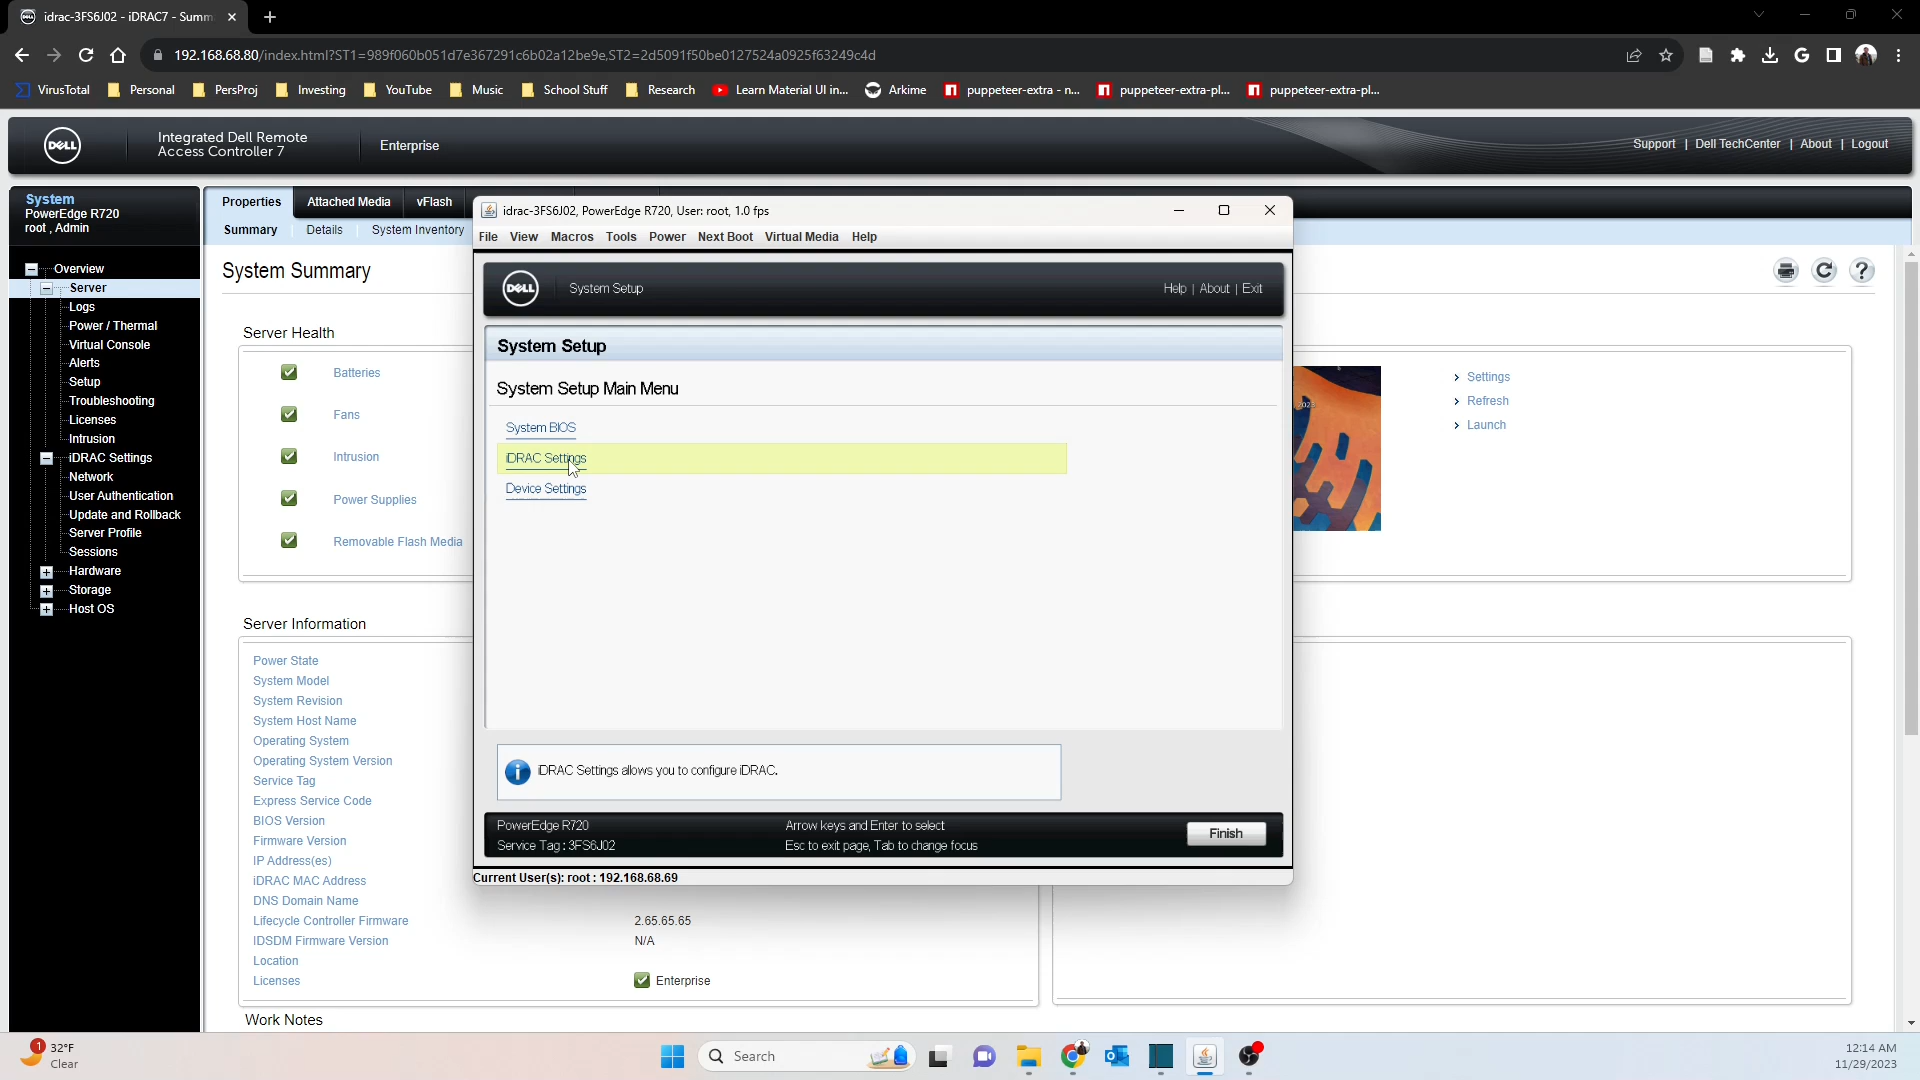 idrac-3FS6J02 - iDRAC7 - Summ
192.168.68.80/index.html?ST1=989f060b051d7e367291c6b02a12be9e,ST2=2d5091f50be0127524a0925f63249c4d
VirusTotal
Personal
PersProj
Investing
YouTube
Music
School Stuff
Research
Learn Material UI in...
Arkime
puppeteer-extra - n...
puppeteer-extra-pl...
puppeteer-extra-pl...
DELL
Integrated Dell Remote
Access Controller 7
Enterprise
Support | Dell TechCenter | About | Logout
System
PowerEdge R720
root , Admin
Overview
Server
Logs
Power / Thermal
Virtual Console
Alerts
Setup
Troubleshooting
Licenses
Intrusion
iDRAC Settings
Network
User Authentication
Update and Rollback
Server Profile
Sessions
Hardware
Storage
Host OS
Properties
Attached Media
vFlash
Summary
Details
System Inventory
System Summary
Server Health
Batteries
Fans
Intrusion
Power Supplies
Removable Flash Media
Server Information
Power State
System Model
System Revision
System Host Name
Operating System
Operating System Version
Service Tag
Express Service Code
BIOS Version
Firmware Version
IP Address(es)
iDRAC MAC Address
DNS Domain Name
Lifecycle Controller Firmware
2.65.65.65
IDSDM Firmware Version
N/A
Location
Licenses
Enterprise
Work Notes
idrac-3FS6J02, PowerEdge R720, User: root, 1.0 fps
File View Macros Tools Power Next Boot Virtual Media Help
DELL
System Setup
Help | About | Exit
System Setup
System Setup Main Menu
System BIOS
iDRAC Settings
Device Settings
iDRAC Settings allows you to configure iDRAC.
PowerEdge R720
Service Tag : 3FS6J02
Arrow keys and Enter to select
Esc to exit page, Tab to change focus
Finish
Current User(s): root : 192.168.68.69
2023
Settings
Refresh
Launch
1
32°F
Clear
Search
12:14 AM
11/29/2023